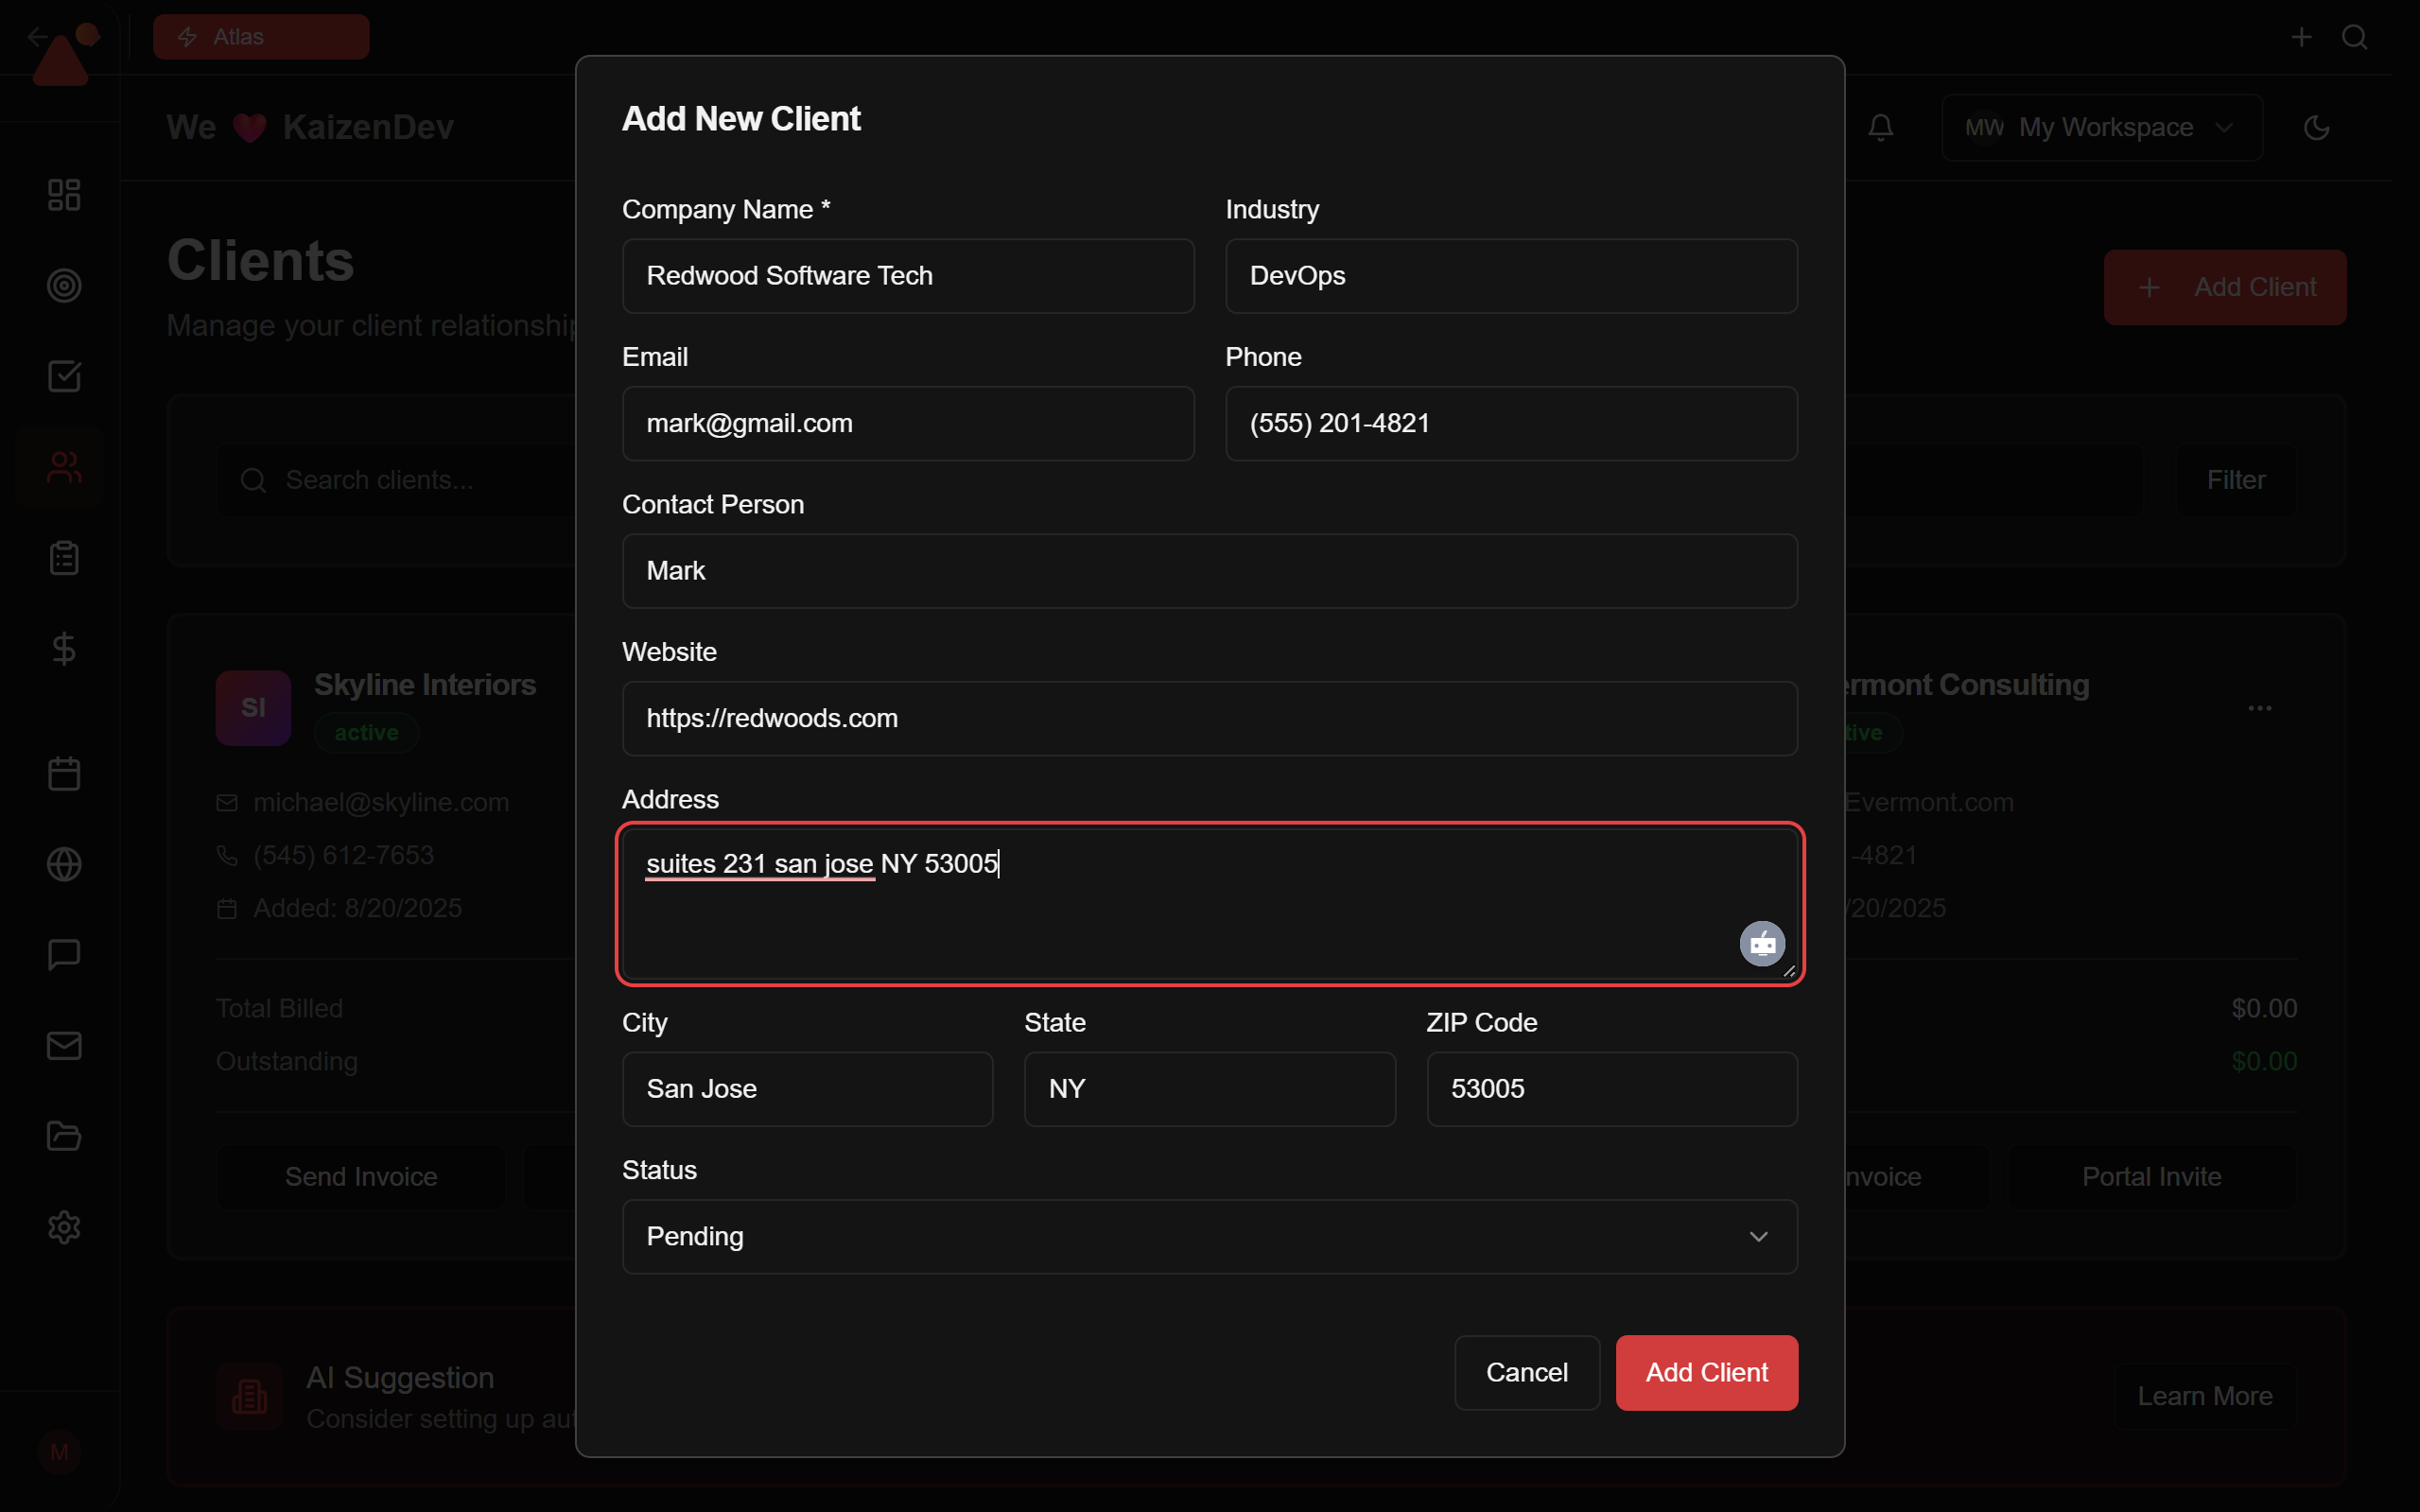 Atlas
We ❤ KaizenDev
MW My Workspace
Clients
Manage your client relationship
Add Client
Search clients...
Filter
SI
Skyline Interiors
active
michael@skyline.com
(545) 612-7653
Added: 8/20/2025
Total Billed
Outstanding
Send Invoice
Add New Client
Company Name *
Redwood Software Tech
Industry
DevOps
Email
mark@gmail.com
Phone
(555) 201-4821
Contact Person
Mark
Website
https://redwoods.com
Address
suites 231 san jose NY 53005
City
San Jose
State
NY
ZIP Code
53005
Status
Pending
Cancel
Add Client
ermont Consulting
tive
Evermont.com
-4821
/20/2025
$0.00
$0.00
nvoice
Portal Invite
AI Suggestion
Consider setting up aut
Learn More
M